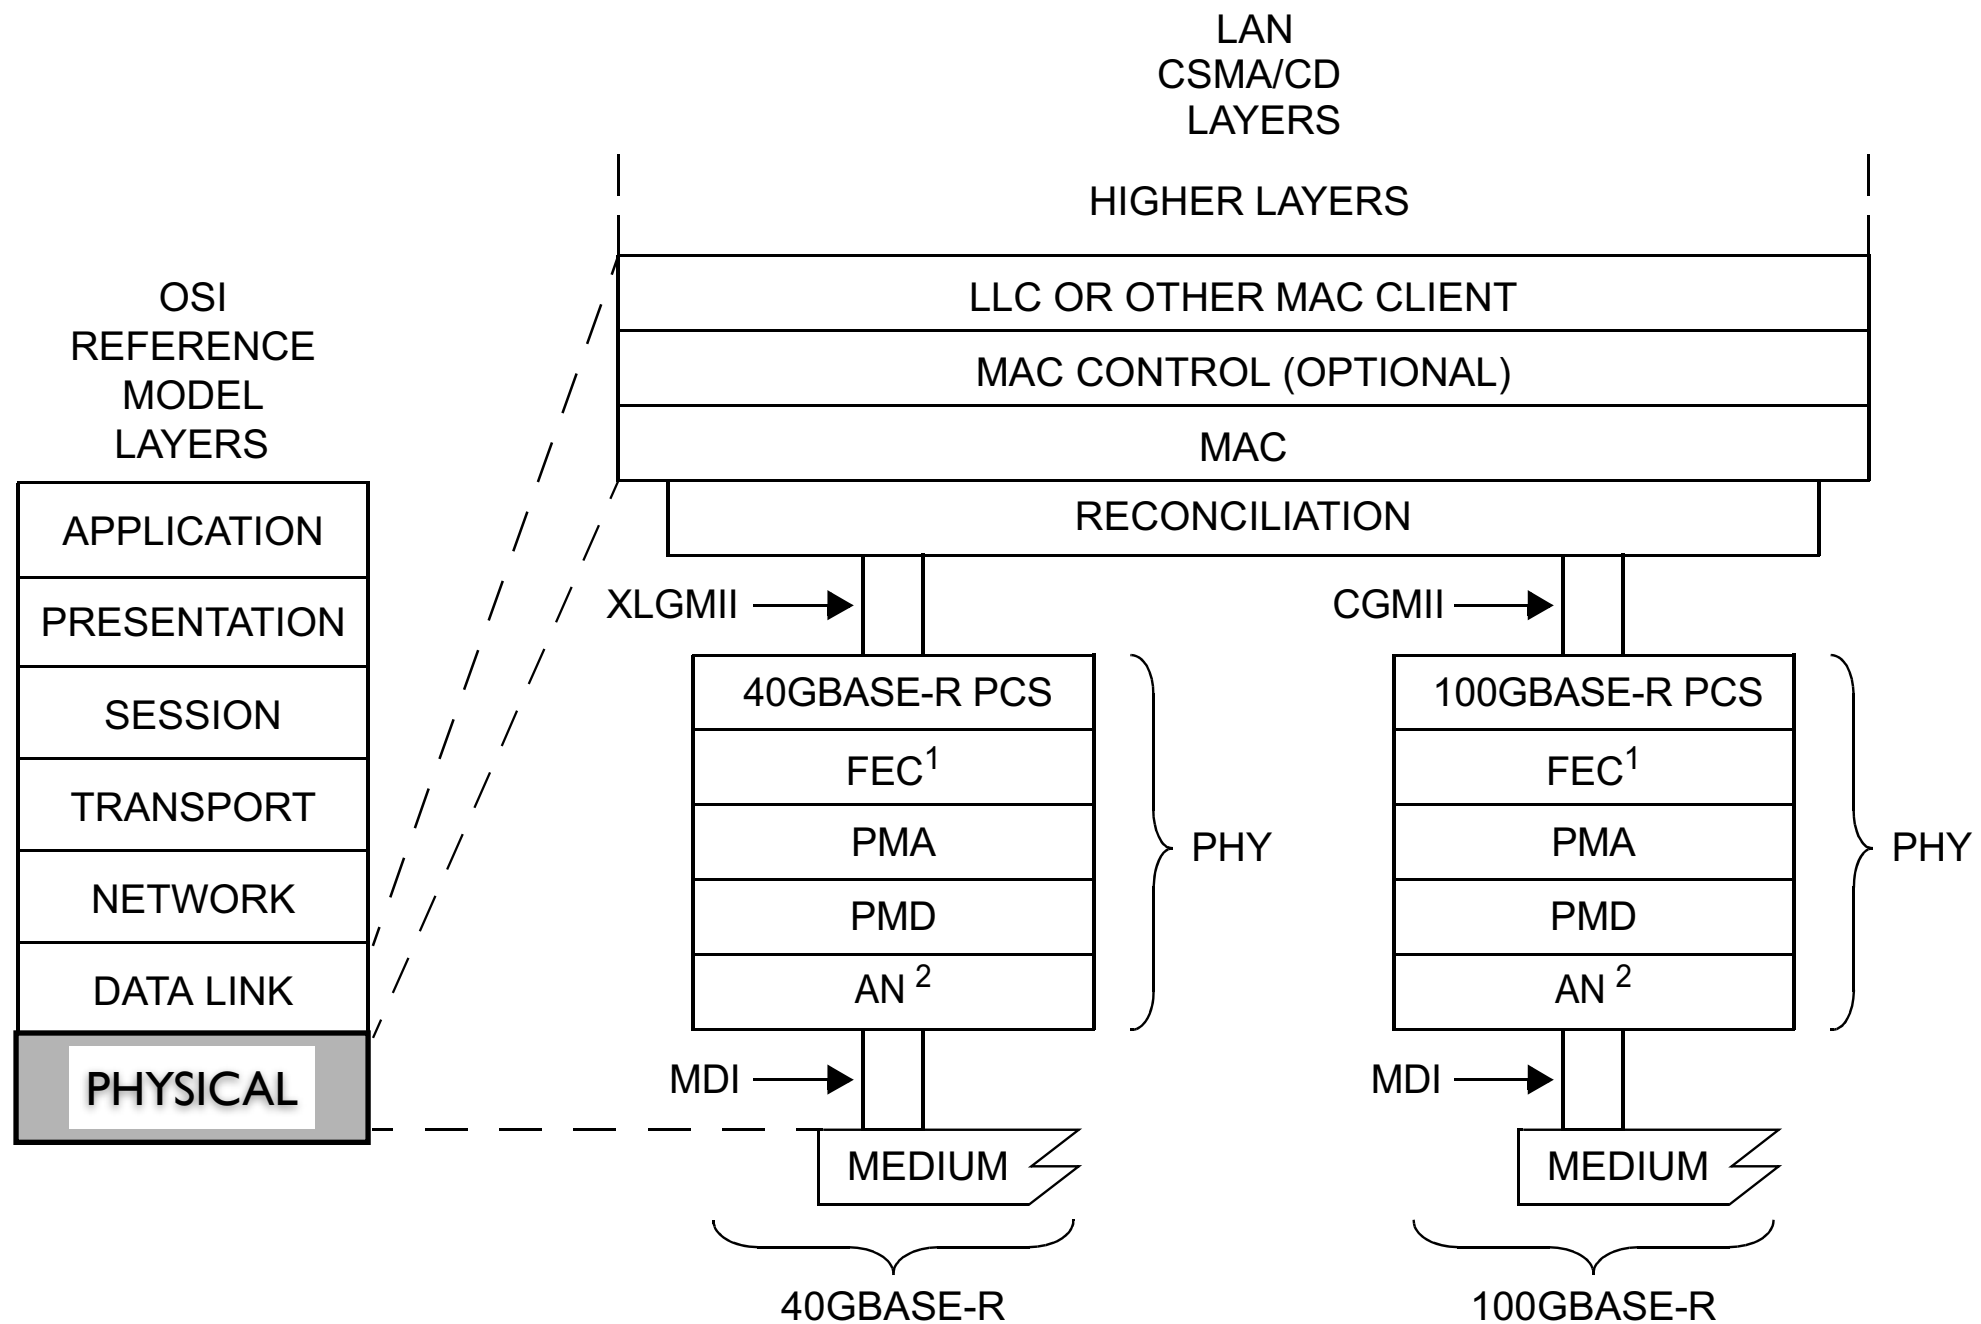 LAN
CSMA/CD
LAYERS
HIGHER LAYERS
LLC OR OTHER MAC CLIENT
MAC CONTROL (OPTIONAL)
MAC
RECONCILIATION
OSI
REFERENCE
MODEL
LAYERS
APPLICATION
PRESENTATION
SESSION
TRANSPORT
NETWORK
DATA LINK
PHYSICAL
XLGMII
40GBASE-R PCS
FEC1
PMA
PMD
AN 2
PHY
MDI
MEDIUM
40GBASE-R
CGMII
100GBASE-R PCS
FEC1
PMA
PMD
AN 2
PHY
MDI
MEDIUM
100GBASE-R